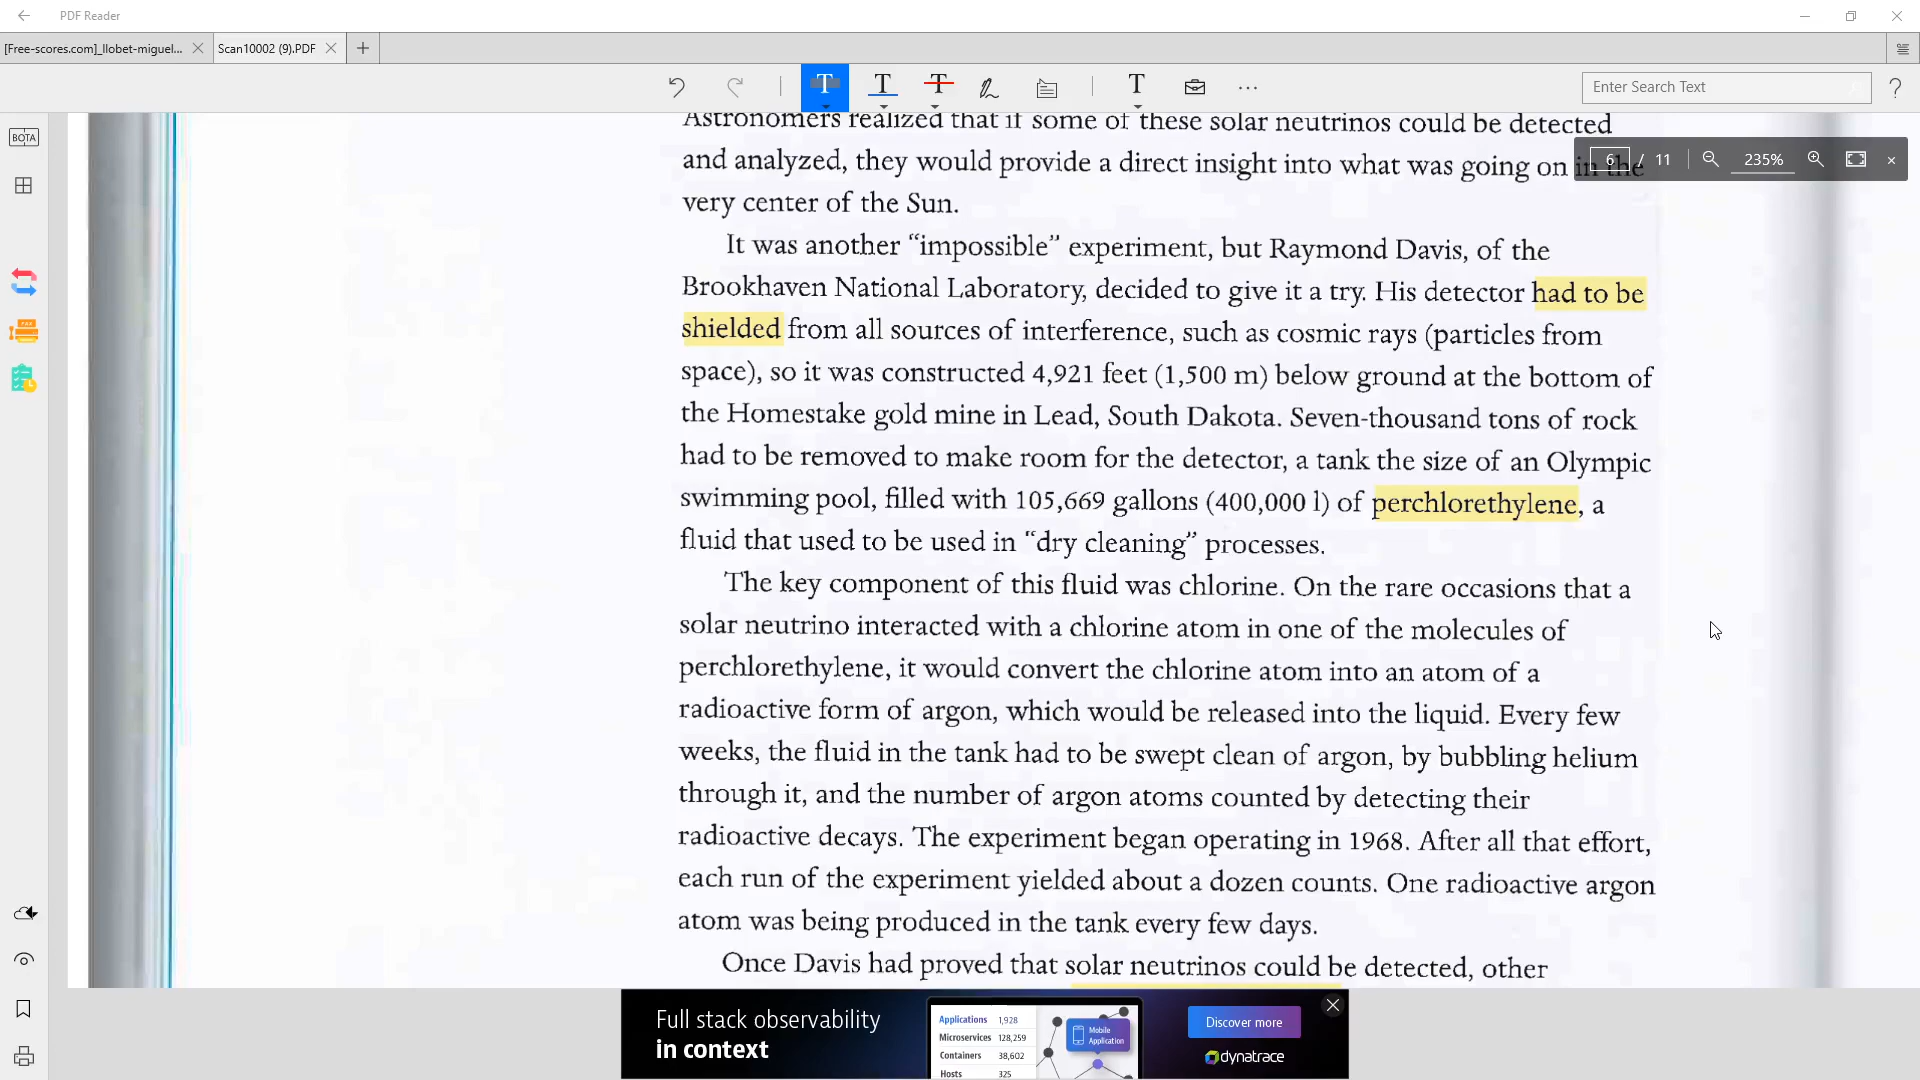 PDF Reader
[Free-scores.com]_llobet-miguel...
Scan10002 (9).PDF
Enter Search Text
?
BOTA
6 / 11
235%
Astronomers realized that if some of these solar neutrinos could be detected
and analyzed, they would provide a direct insight into what was going on in the
very center of the Sun.
It was another “impossible” experiment, but Raymond Davis, of the
Brookhaven National Laboratory, decided to give it a try. His detector had to be
shielded from all sources of interference, such as cosmic rays (particles from
space), so it was constructed 4,921 feet (1,500 m) below ground at the bottom of
the Homestake gold mine in Lead, South Dakota. Seven-thousand tons of rock
had to be removed to make room for the detector, a tank the size of an Olympic
swimming pool, filled with 105,669 gallons (400,000 l) of perchlorethylene, a
fluid that used to be used in “dry cleaning” processes.
The key component of this fluid was chlorine. On the rare occasions that a
solar neutrino interacted with a chlorine atom in one of the molecules of
perchlorethylene, it would convert the chlorine atom into an atom of a
radioactive form of argon, which would be released into the liquid. Every few
weeks, the fluid in the tank had to be swept clean of argon, by bubbling helium
through it, and the number of argon atoms counted by detecting their
radioactive decays. The experiment began operating in 1968. After all that effort,
each run of the experiment yielded about a dozen counts. One radioactive argon
atom was being produced in the tank every few days.
Once Davis had proved that solar neutrinos could be detected, other
Full stack observability
in context
Applications 1,928
Microservices 128,259
Containers 38,602
Hosts 325
Mobile
Application
Discover more
dynatrace